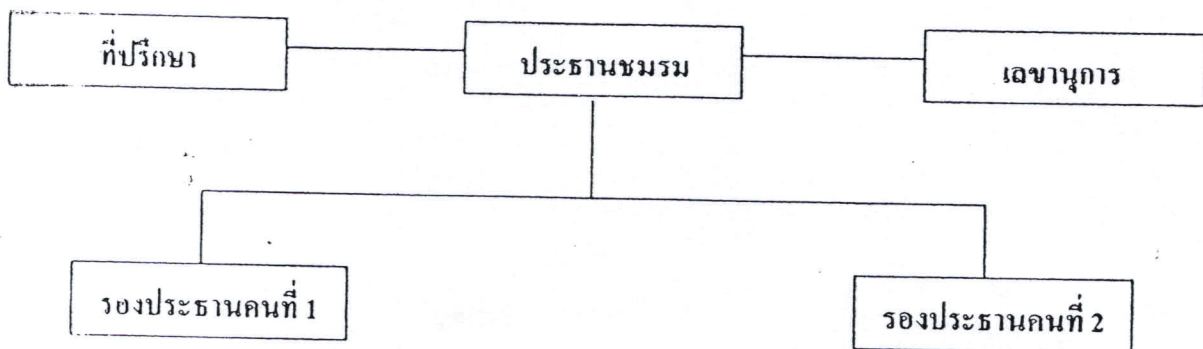 ที่ปรึกษา
ประธานชมรม
เลขานุการ
รองประธานคนที่ 1
รองประธานคนที่ 2